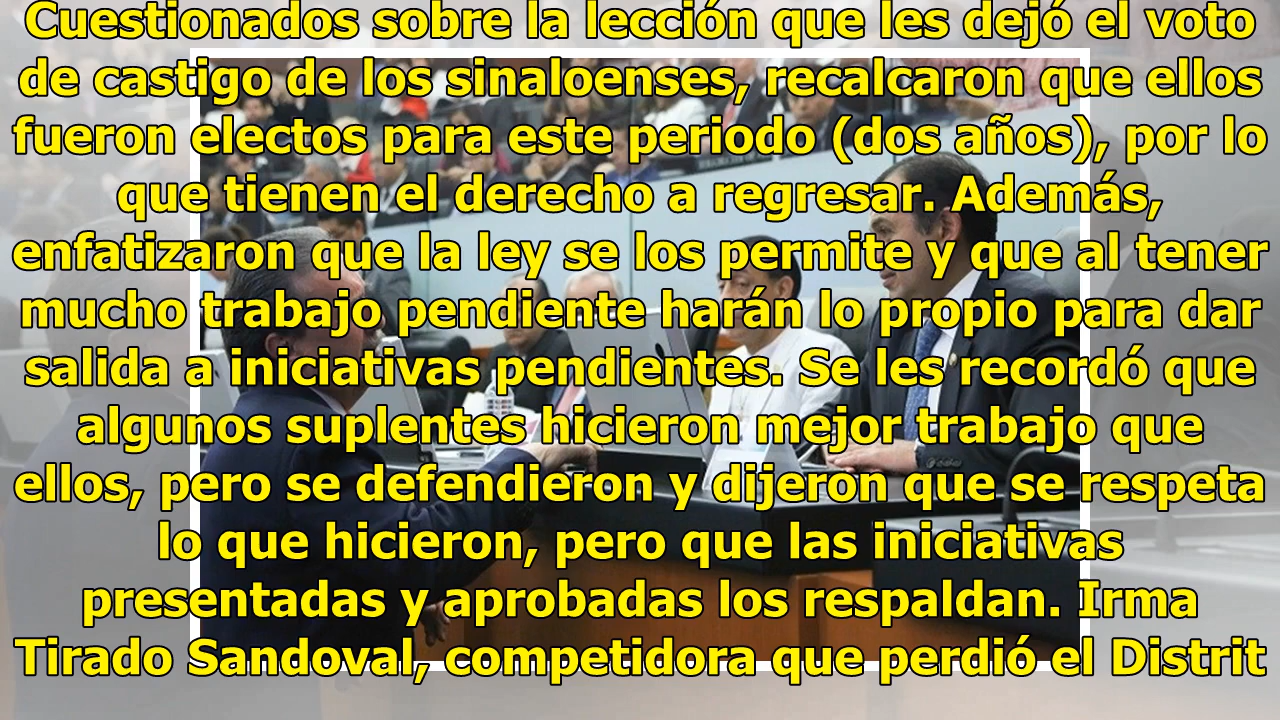 Cuestionados sobre la lección que les dejó el voto
de castigo de los sinaloenses, recalcaron que ellos
fueron electos para este periodo (dos años), por lo
que tienen el derecho a regresar. Además,
enfatizaron que la ley se los permite y que al tener
mucho trabajo pendiente harán lo propio para dar
salida a iniciativas pendientes. Se les recordó que
algunos suplentes hicieron mejor trabajo que
ellos, pero se defendieron y dijeron que se respeta
lo que hicieron, pero que las iniciativas
presentadas y aprobadas los respaldan. Irma
Tirado Sandoval, competidora que perdió el Distrit